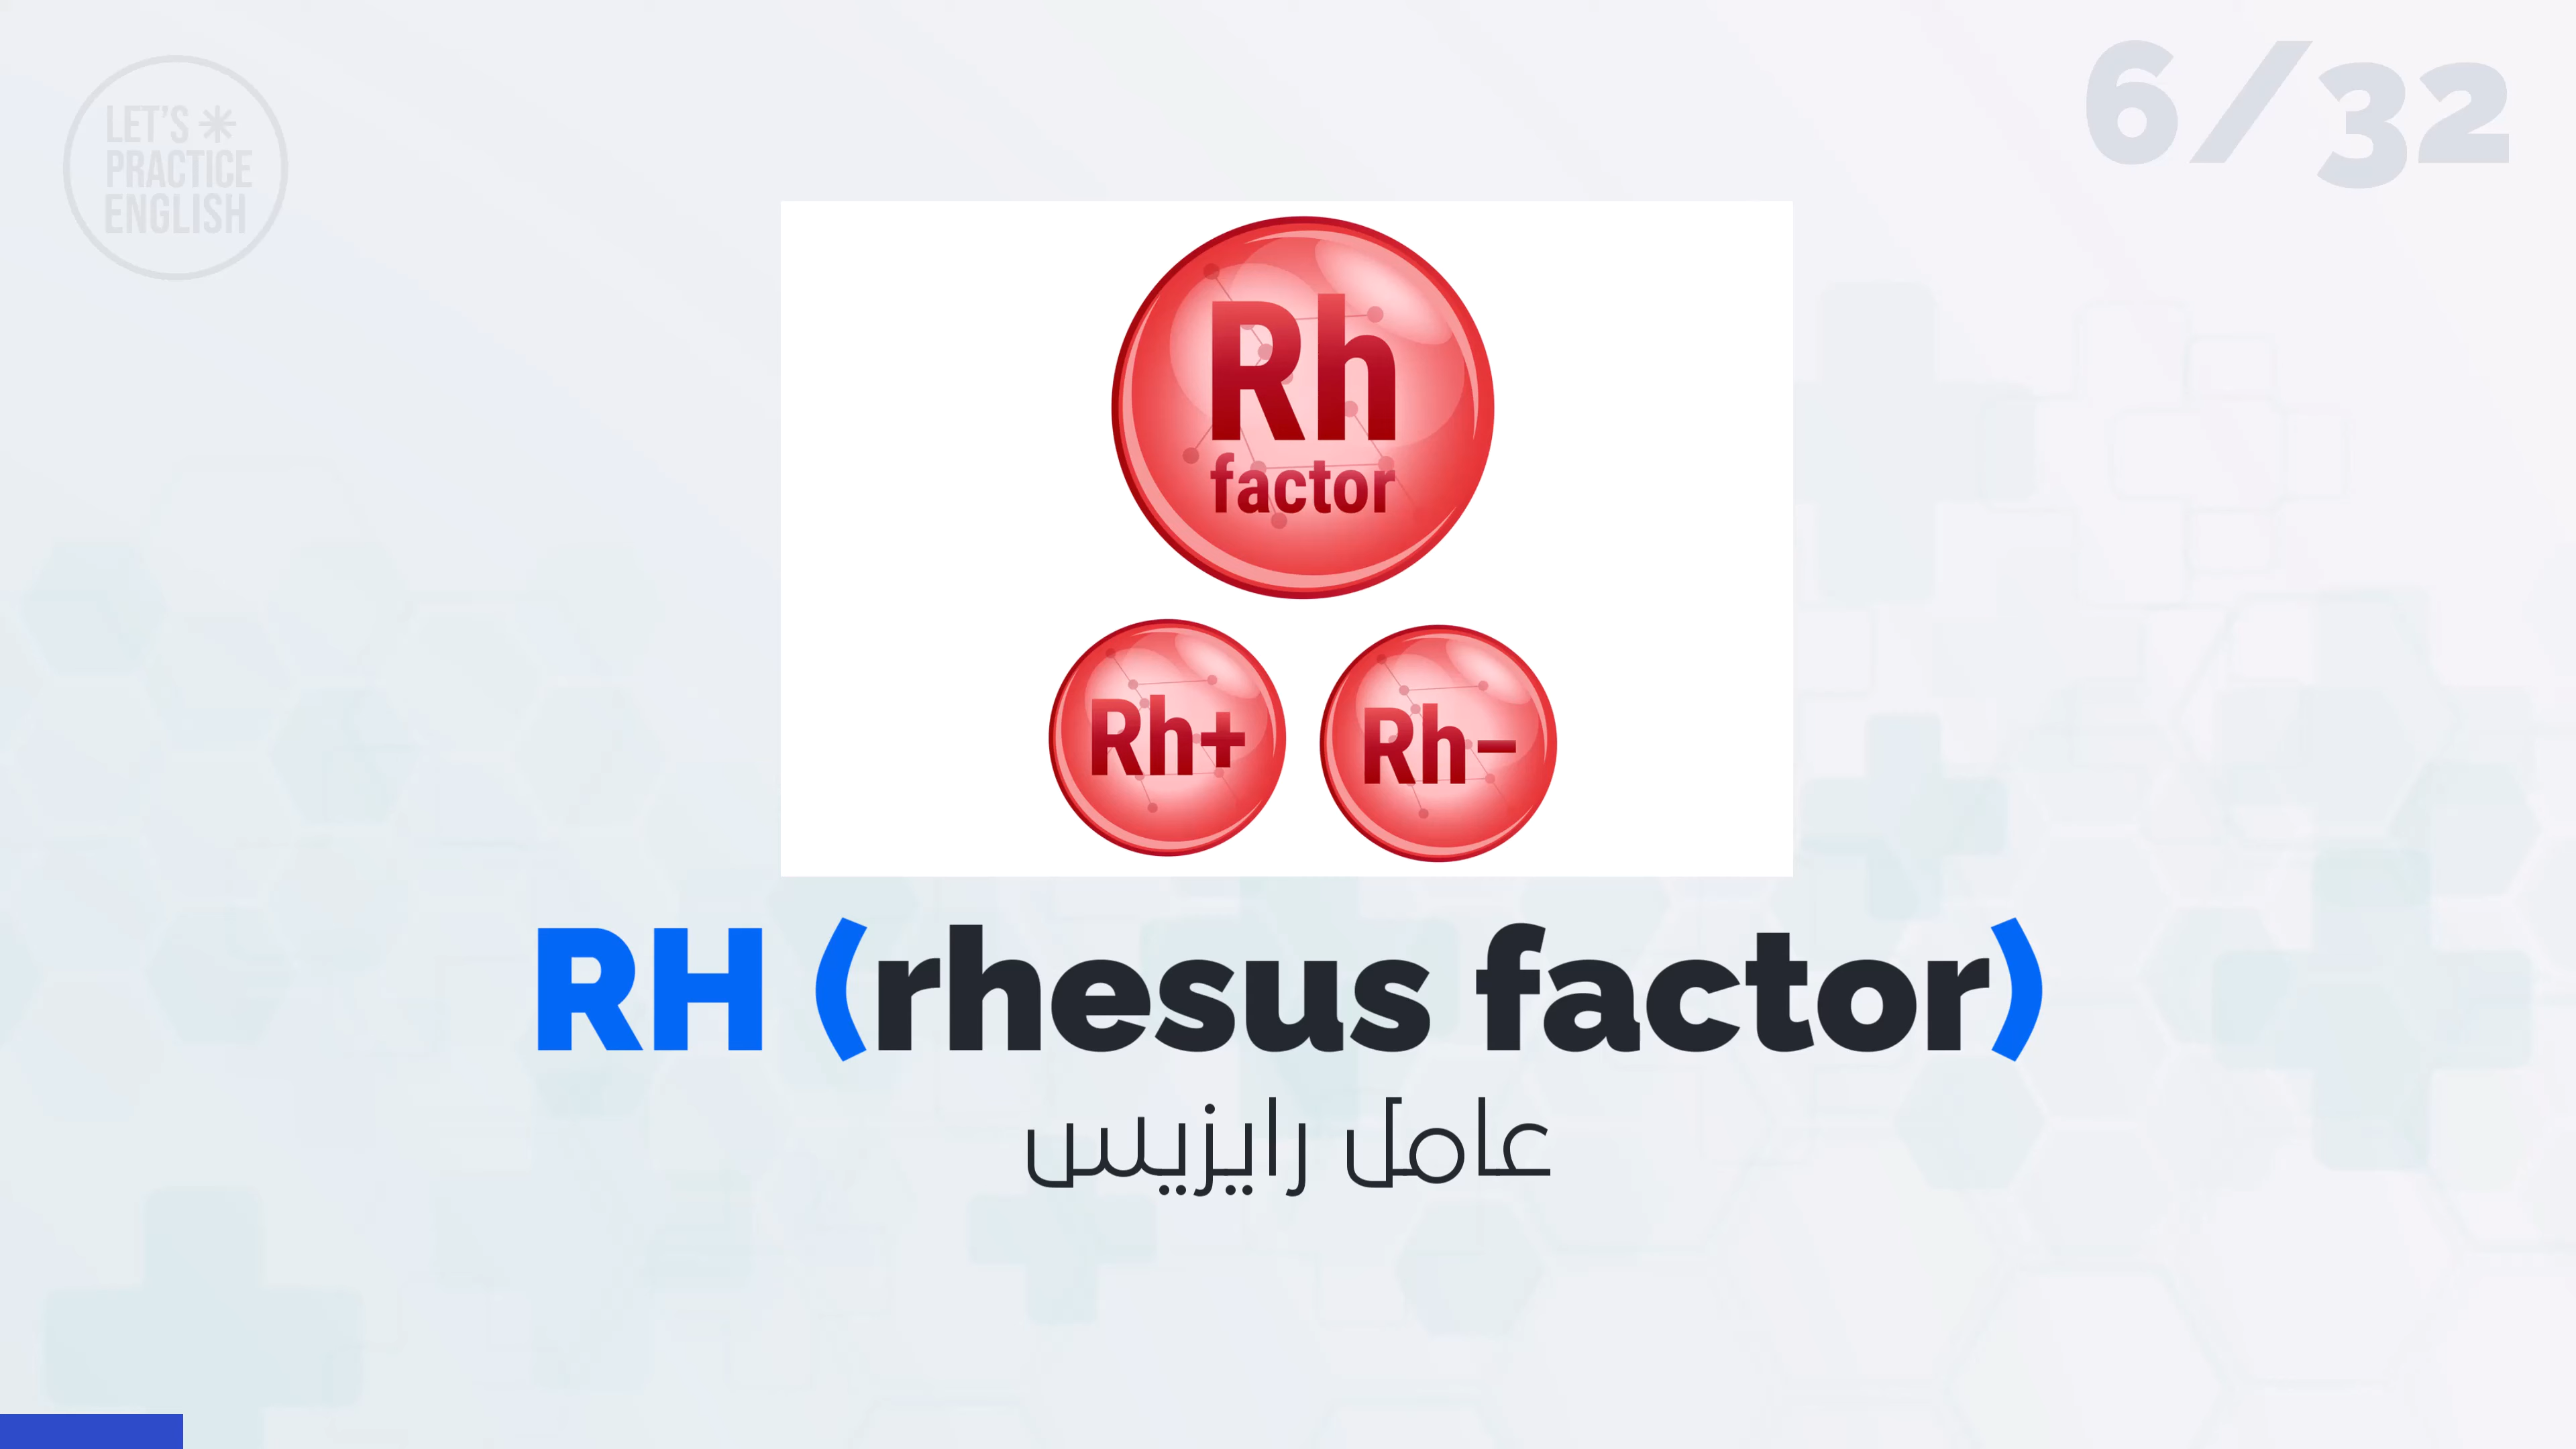 LET'S *
PRACTICE
ENGLISH
6/32
Rh
factor
Rh+
Rh−
RH (rhesus factor)
عامل رايزيس